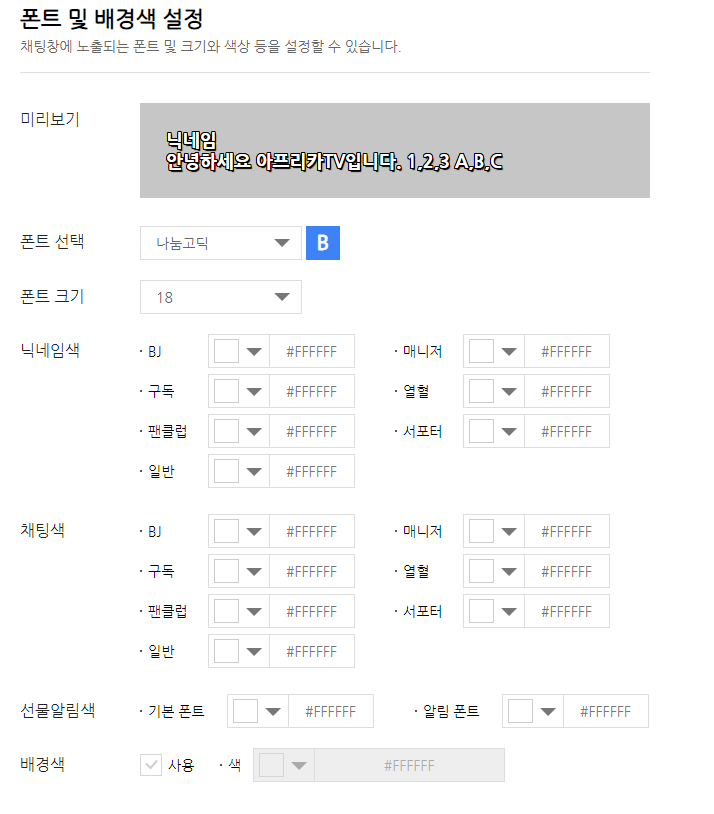 폰트 및 배경색 설정
채팅창에 노출되는 폰트 및 크기와 색상 등을 설정할 수 있습니다.
미리보기
닉네임
안녕하세요 아프리카TV입니다. 1,2,3 A,B,C
폰트 선택 나눔고딕 B
폰트 크기 18
닉네임색 · BJ #FFFFFF · 매니저 #FFFFFF
· 구독 #FFFFFF · 열혈 #FFFFFF
· 팬클럽 #FFFFFF · 서포터 #FFFFFF
· 일반 #FFFFFF
채팅색 · BJ #FFFFFF · 매니저 #FFFFFF
· 구독 #FFFFFF · 열혈 #FFFFFF
· 팬클럽 #FFFFFF · 서포터 #FFFFFF
· 일반 #FFFFFF
선물알림색 · 기본 폰트 #FFFFFF · 알림 폰트 #FFFFFF
배경색 사용 · 색 #FFFFFF